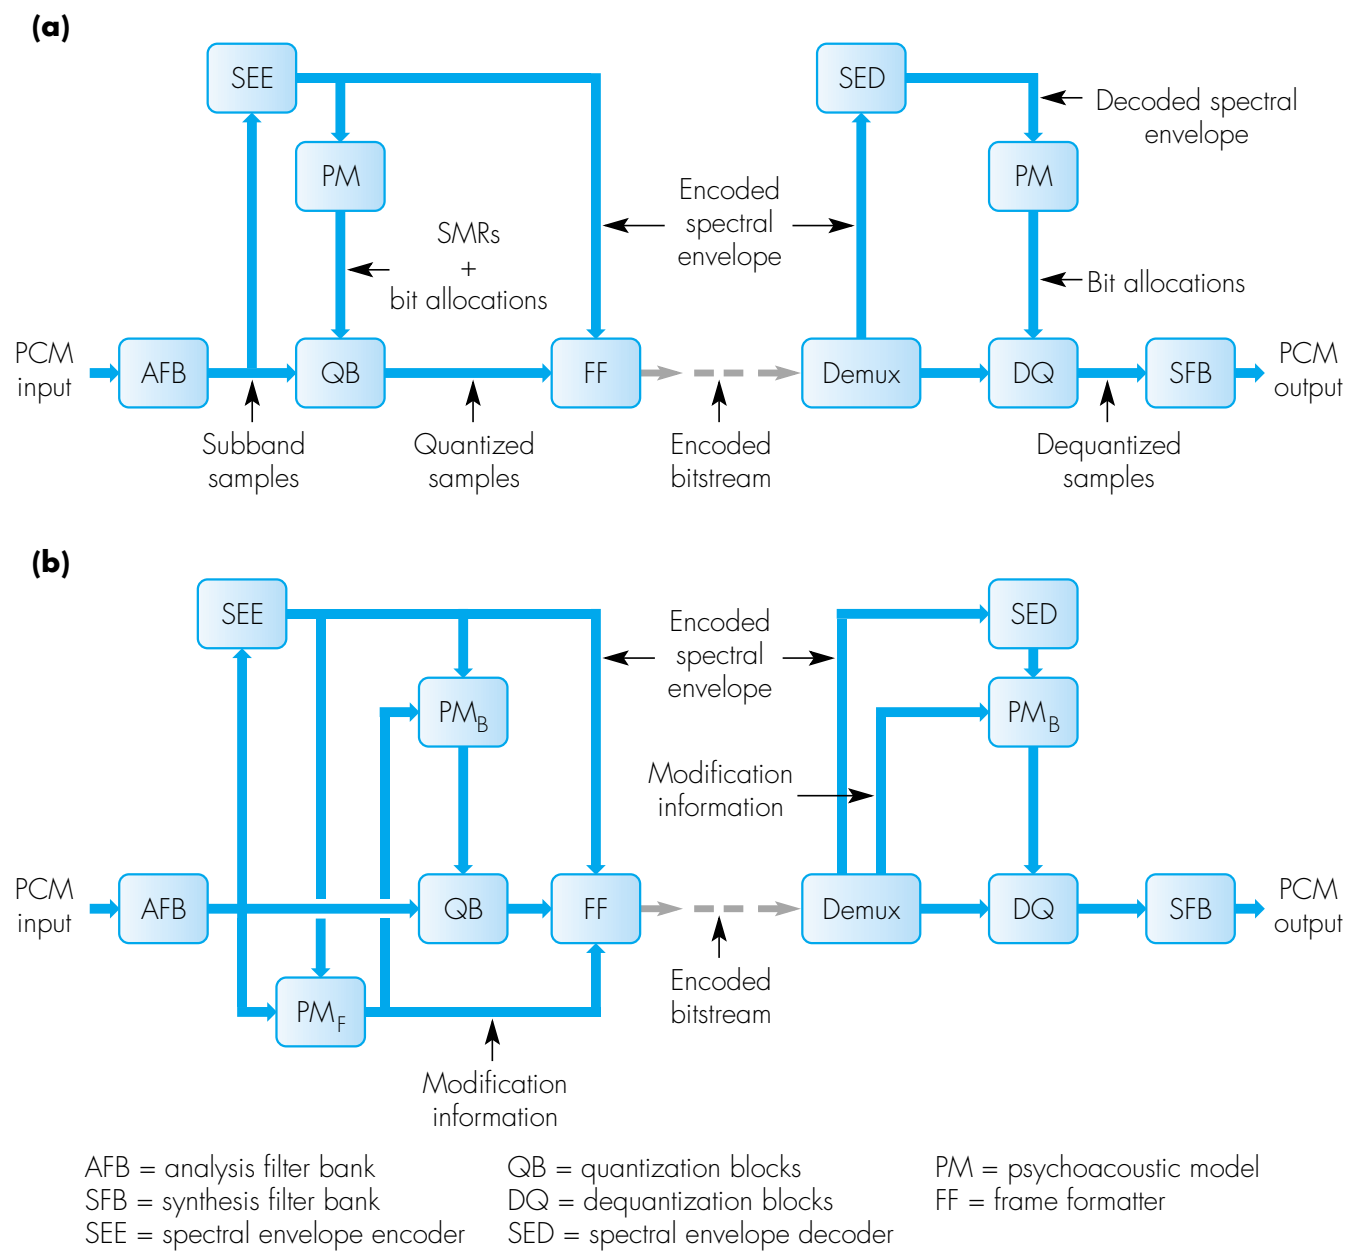 (a)
SEE
SED
Decoded spectral
envelope
PM
PM
Encoded
spectral
envelope
SMRs
+
bit allocations
Bit allocations
PCM
input
AFB
QB
FF
Demux
DQ
SFB
PCM
output
Subband
samples
Quantized
samples
Encoded
bitstream
Dequantized
samples
(b)
SEE
SED
Encoded
spectral
envelope
PMB
PMB
Modification
information
PCM
input
AFB
QB
FF
Demux
DQ
SFB
PCM
output
Encoded
bitstream
PMF
Modification
information
AFB = analysis filter bank
SFB = synthesis filter bank
SEE = spectral envelope encoder
QB = quantization blocks
DQ = dequantization blocks
SED = spectral envelope decoder
PM = psychoacoustic model
FF = frame formatter